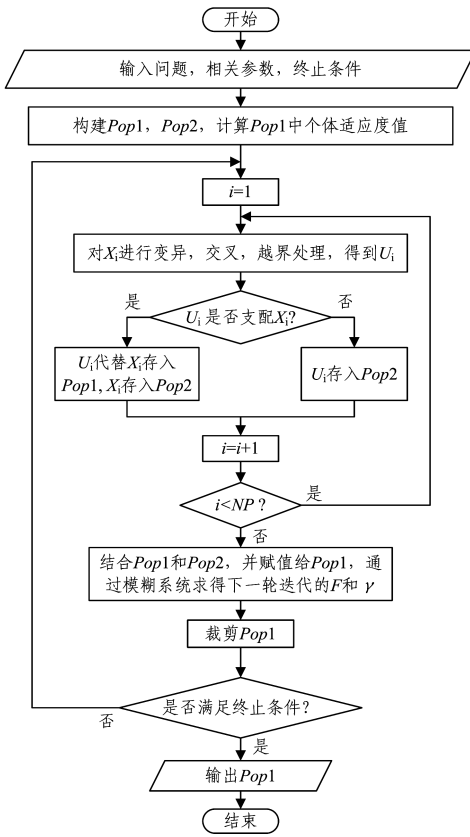 开始
输入问题，相关参数，终止条件
构建Pop1，Pop2，计算Pop1中个体适应度值
i=1
对Xi进行变异，交叉，越界处理，得到Ui
是
Ui是否支配Xi?
否
Ui代替Xi存入
Pop1, Xi存入Pop2
Ui存入Pop2
i=i+1
i<NP?
是
否
结合Pop1和Pop2，并赋值给Pop1，通
过模糊系统求得下一轮迭代的F和 γ
裁剪Pop1
是否满足终止条件?
否
是
输出Pop1
结束